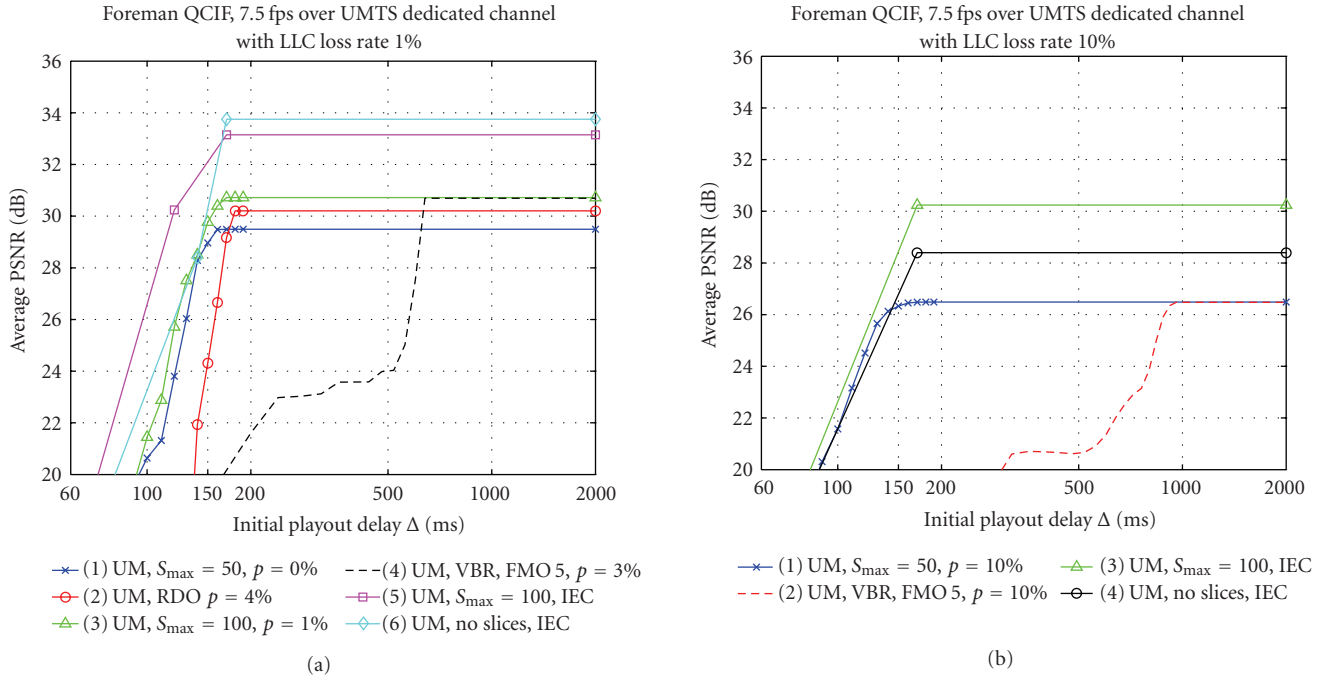 Foreman QCIF, 7.5 fps over UMTS dedicated channel
with LLC loss rate 1%
36
34
32
30
28
26
24
22
20
Average PSNR (dB)
60 100 150 200 500 1000 2000
Initial playout delay Δ (ms)
(1) UM, Smax = 50, p = 0%
(2) UM, RDO p = 4%
(3) UM, Smax = 100, p = 1%
(4) UM, VBR, FMO 5, p = 3%
(5) UM, Smax = 100, IEC
(6) UM, no slices, IEC
(a)
Foreman QCIF, 7.5 fps over UMTS dedicated channel
with LLC loss rate 10%
36
34
32
30
28
26
24
22
20
Average PSNR (dB)
60 100 150 200 500 1000 2000
Initial playout delay Δ (ms)
(1) UM, Smax = 50, p = 10%
(2) UM, VBR, FMO 5, p = 10%
(3) UM, Smax = 100, IEC
(4) UM, no slices, IEC
(b)